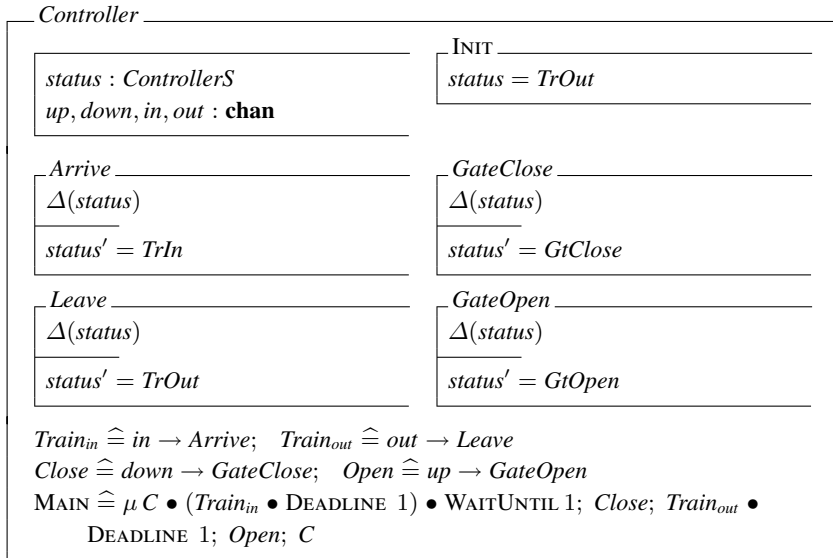 Controller
status : ControllerS
up, down, in, out : chan
INIT
status = TrOut
Arrive
Δ(status)
status′ = TrIn
GateClose
Δ(status)
status′ = GtClose
Leave
Δ(status)
status′ = TrOut
GateOpen
Δ(status)
status′ = GtOpen
Train_in ≙ in → Arrive; Train_out ≙ out → Leave
Close ≙ down → GateClose; Open ≙ up → GateOpen
MAIN ≙ μ C • (Train_in • DEADLINE 1) • WAITUNTIL 1; Close; Train_out •
DEADLINE 1; Open; C